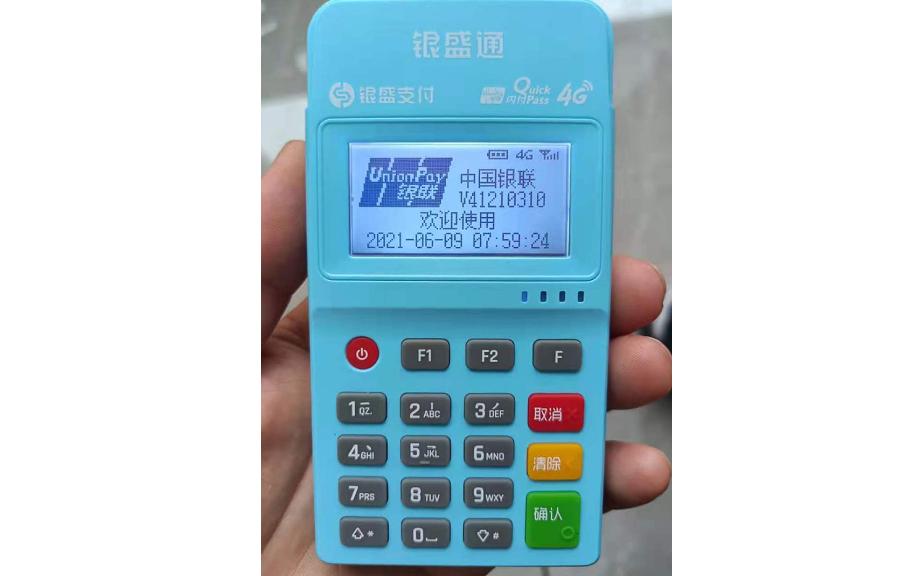 银盛通
银盛支付 闪付 Quick Pass 4G
4G
UnionPay 银联 中国银联
V41210310
欢迎使用
2021-06-09 07:59:24
F1 F2 F
1 QZ. 2 ABC 3 DEF 取消
4 GHI 5 JKL 6 MNO 清除
7 PRS 8 TUV 9 WXY 确认
* 0 #